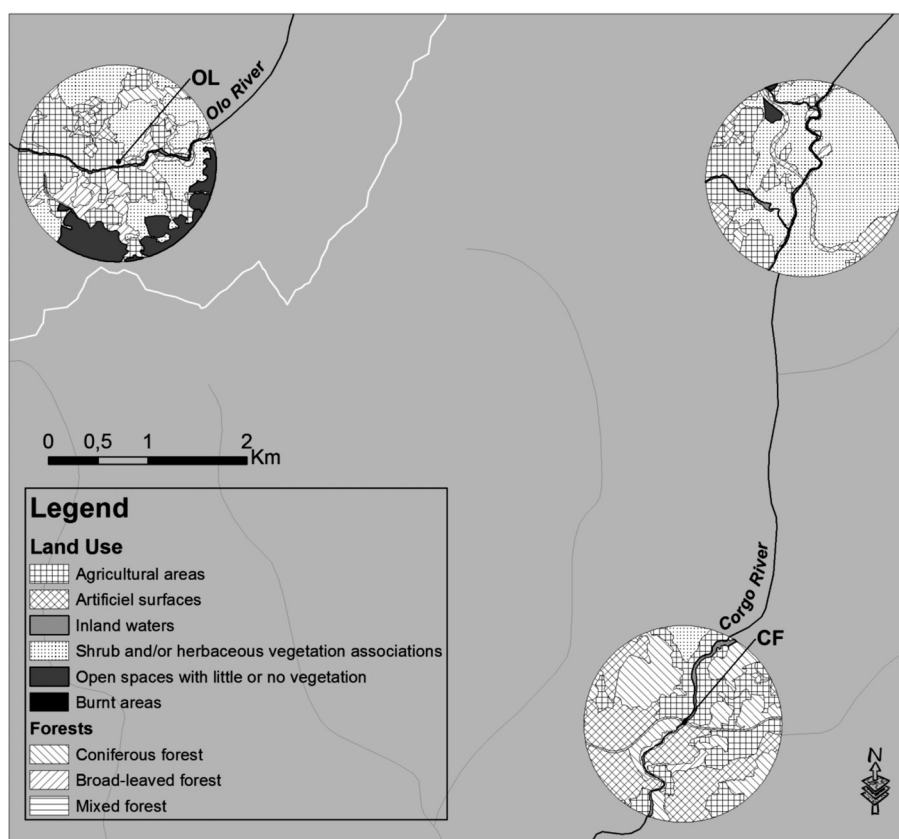 OL
Olo River
0 0,5 1 2
Km
Legend
Land Use
Agricultural areas
Artificiel surfaces
Inland waters
Shrub and/or herbaceous vegetation associations
Open spaces with little or no vegetation
Burnt areas
Forests
Coniferous forest
Broad-leaved forest
Mixed forest
Corgo River
CF
N